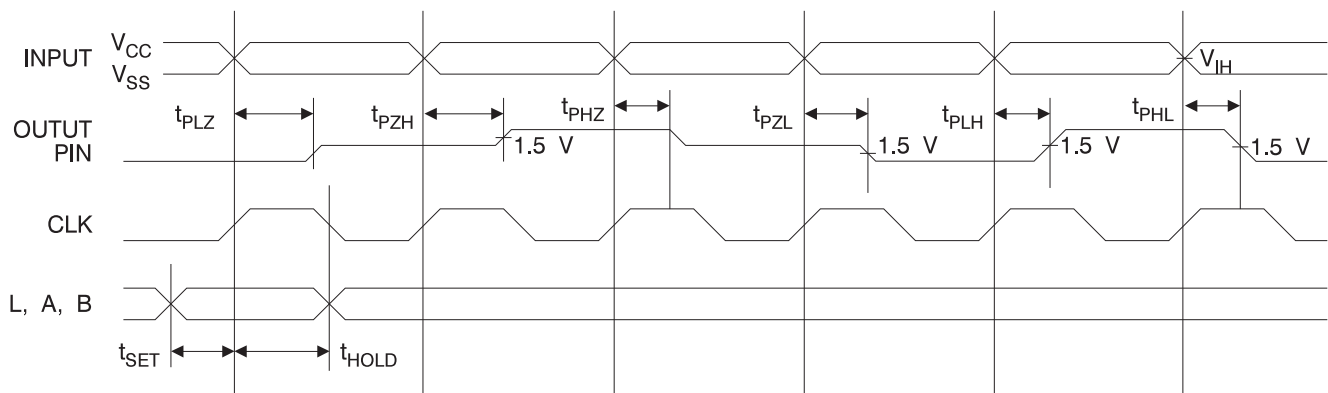 INPUT
VCC
VSS
VIH
tPLZ
tPZH
tPHZ
tPZL
tPLH
tPHL
OUTUT
PIN
1.5 V
1.5 V
1.5 V
1.5 V
CLK
L, A, B
tSET
tHOLD